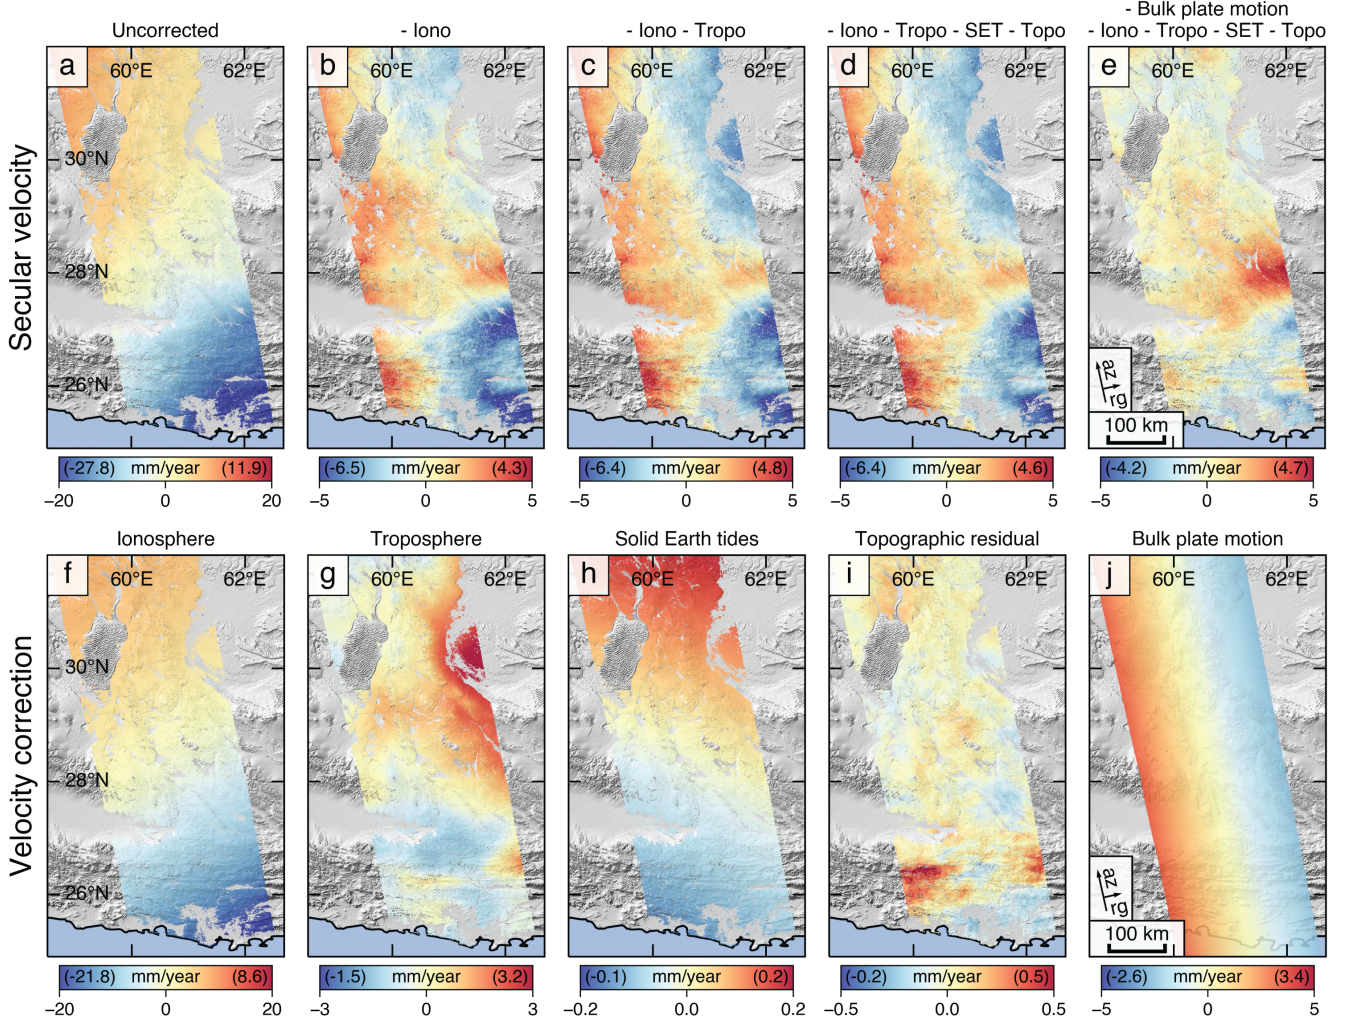 - Bulk plate motion
Uncorrected
- Iono
- Iono - Tropo
- Iono - Tropo - SET - Topo
- Iono - Tropo - SET - Topo
Secular velocity
a
60°E
62°E
30°N
28°N
26°N
b
60°E
62°E
c
60°E
62°E
d
60°E
62°E
e
60°E
62°E
az
rg
100 km
(-27.8) mm/year (11.9)
−20 0 20
(-6.5) mm/year (4.3)
−5 0 5
(-6.4) mm/year (4.8)
−5 0 5
(-6.4) mm/year (4.6)
−5 0 5
(-4.2) mm/year (4.7)
−5 0 5
Velocity correction
Ionosphere
Troposphere
Solid Earth tides
Topographic residual
Bulk plate motion
f
60°E
62°E
30°N
28°N
26°N
g
60°E
62°E
h
60°E
62°E
i
60°E
62°E
j
60°E
62°E
az
rg
100 km
(-21.8) mm/year (8.6)
−20 0 20
(-1.5) mm/year (3.2)
−3 0 3
(-0.1) mm/year (0.2)
−0.2 0.0 0.2
(-0.2) mm/year (0.5)
−0.5 0.0 0.5
(-2.6) mm/year (3.4)
−5 0 5